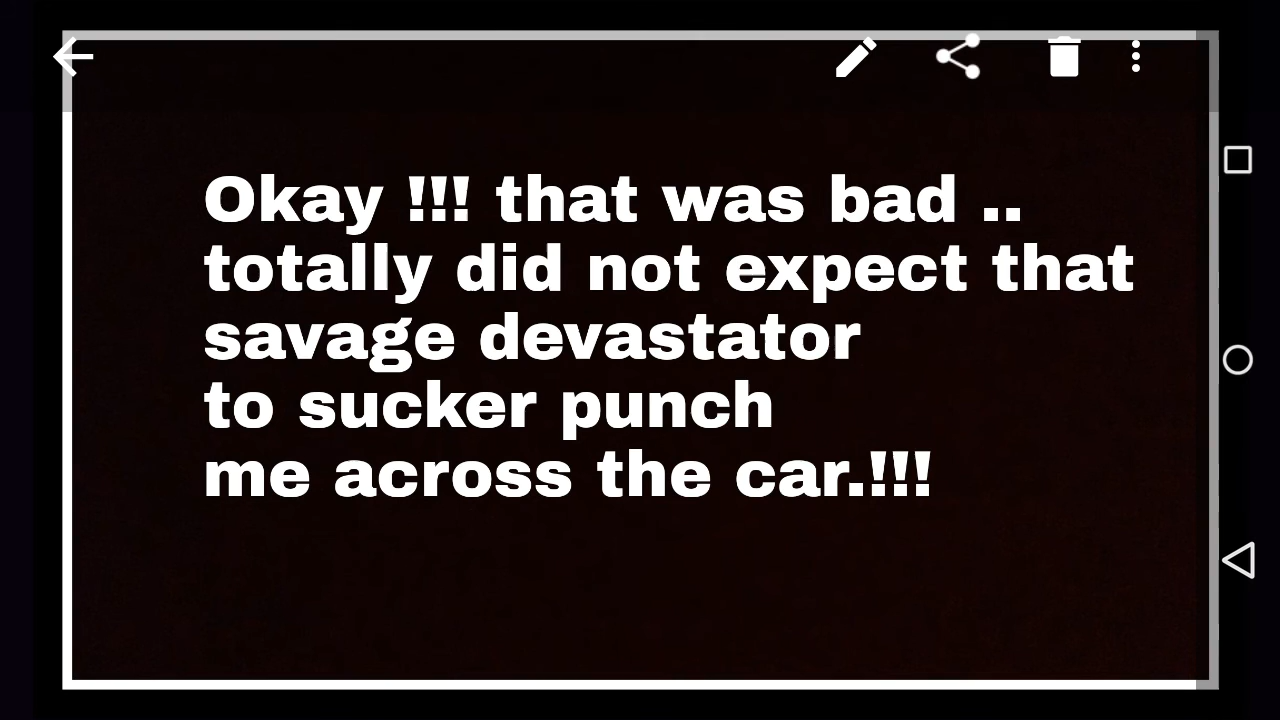 Okay !!! that was bad ..
totally did not expect that
savage devastator
to sucker punch
me across the car.!!!